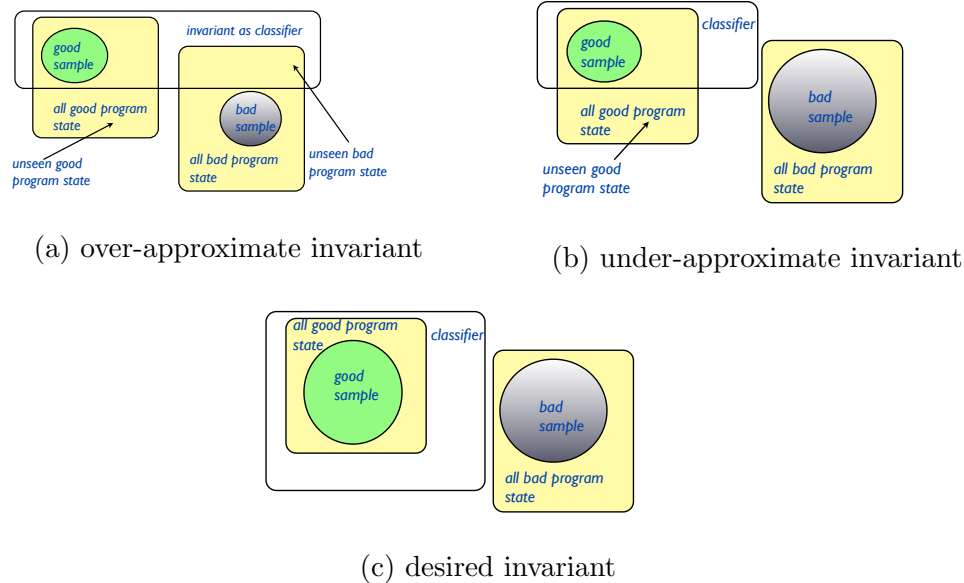 invariant as classifier
good
sample
all good program
state
bad
sample
unseen good
program state
all bad program
state
unseen bad
program state
(a) over-approximate invariant
classifier
good
sample
bad
sample
all good program
state
unseen good
program state
all bad program
state
(b) under-approximate invariant
all good program
state
classifier
good
sample
bad
sample
all bad program
state
(c) desired invariant